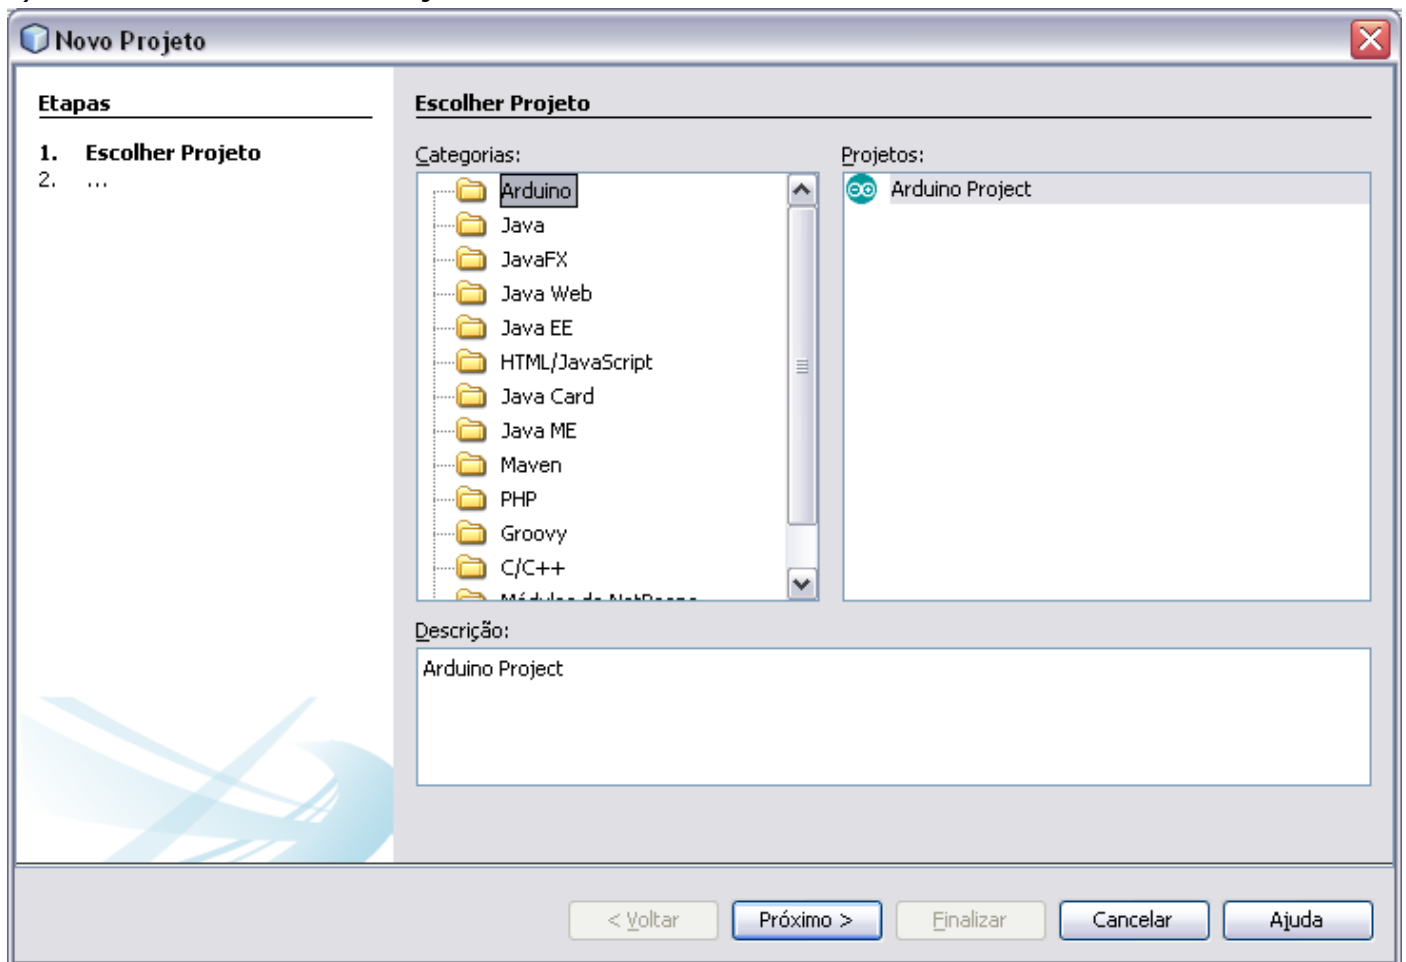 Novo Projeto
Etapas
1. Escolher Projeto
2. ...
Escolher Projeto
Categorias:
Arduino
Java
JavaFX
Java Web
Java EE
HTML/JavaScript
Java Card
Java ME
Maven
PHP
Groovy
C/C++
Projetos:
Arduino Project
Descrição:
Arduino Project
< Voltar
Próximo >
Finalizar
Cancelar
Ajuda